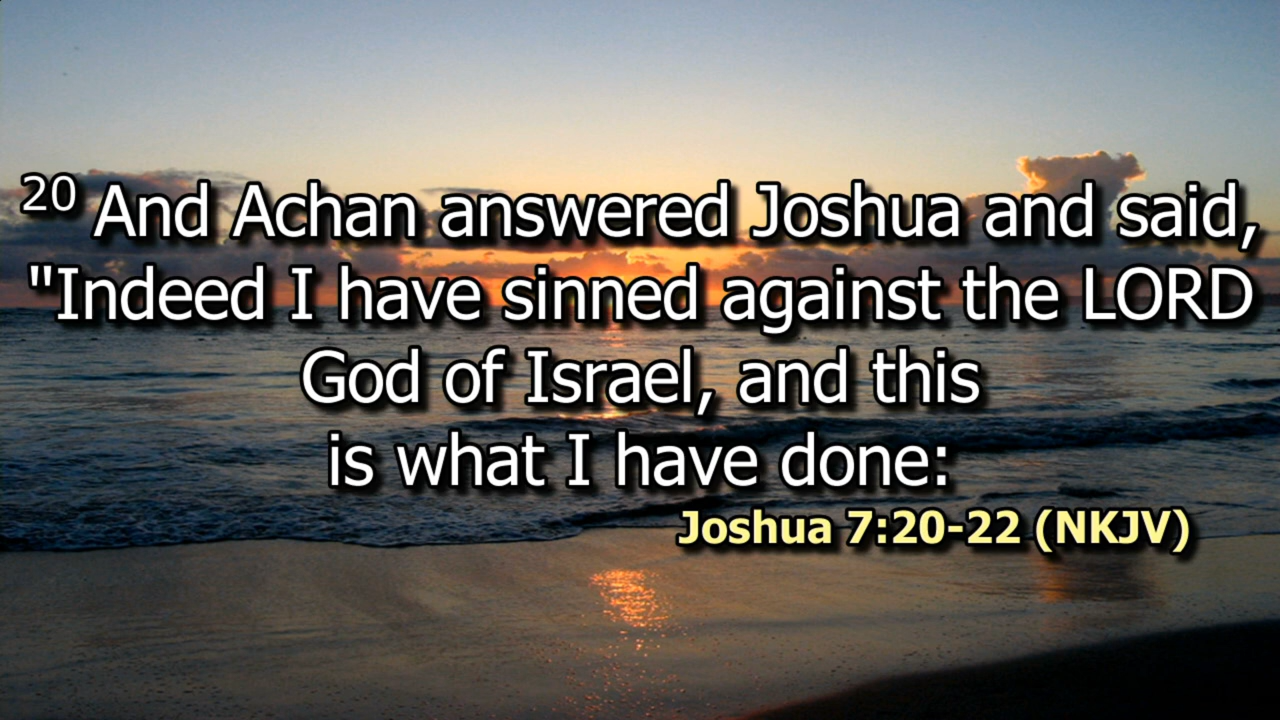 20 And Achan answered Joshua and said,
"Indeed I have sinned against the LORD
God of Israel, and this
is what I have done:
Joshua 7:20-22 (NKJV)